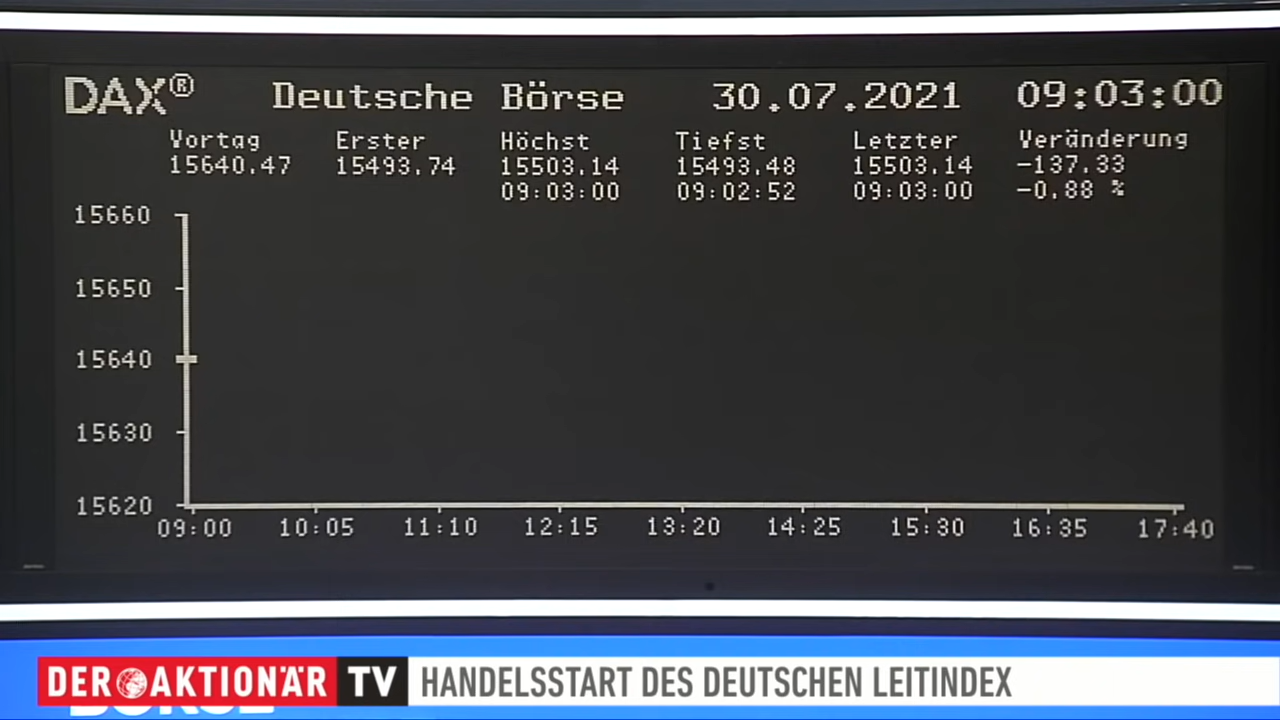 DAX® Deutsche Börse 30.07.2021 09:03:00
Vortag Erster Höchst Tiefst Letzter Veränderung
15640.47 15493.74 15503.14 15493.48 15503.14 -137.33
09:03:00 09:02:52 09:03:00 -0.88 %
15660
15650
15640
15630
15620
09:00 10:05 11:10 12:15 13:20 14:25 15:30 16:35 17:40
DER AKTIONÄR TV HANDELSSTART DES DEUTSCHEN LEITINDEX
BÖRSE